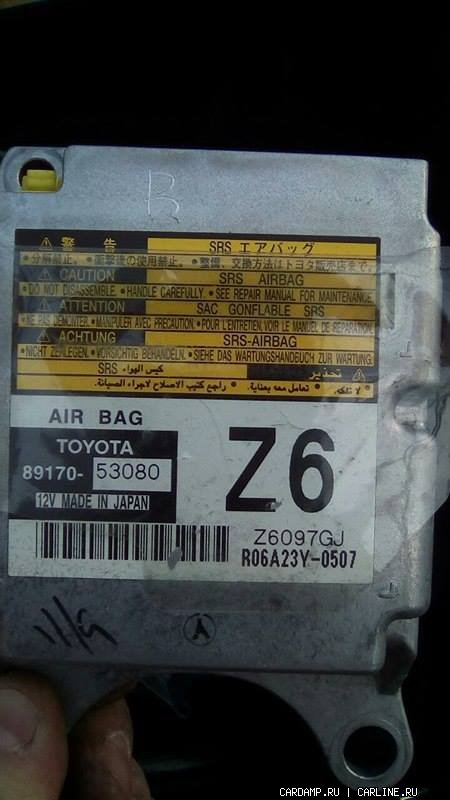 B
⚠ 警告 SRS エアバッグ
•分解禁止。 •衝撃後の使用禁止。 •整備、交換方法はトヨタ販売店まで。
⚠ CAUTION SRS AIRBAG
•DO NOT DISASSEMBLE. •HANDLE CAREFULLY. •SEE REPAIR MANUAL FOR MAINTENANCE.
⚠ ATTENTION SAC GONFLABLE SRS
•NE PAS DEMONTER. •MANIPULER AVEC PRECAUTION. •POUR L'ENTRETIEN, VOIR LE MANUEL DE REPARATION.
⚠ ACHTUNG SRS-AIRBAG
•NICHT ZERLEGEN. •VORSICHTIG BEHANDELN. •SIEHE DAS WARTUNGSHANDBUCH ZUR WARTUNG.
⚠ تحذير كيس الهواء SRS
• لا تفكه. • تعامل معه بعناية. • راجع كتيب الاصلاح لاجراء الصيانة.
AIR BAG
TOYOTA
89170-53080
12V MADE IN JAPAN
Z6
Z6097GJ
R06A23Y-0507
11/9
Y
CARDAMP.RU | CARLINE.RU